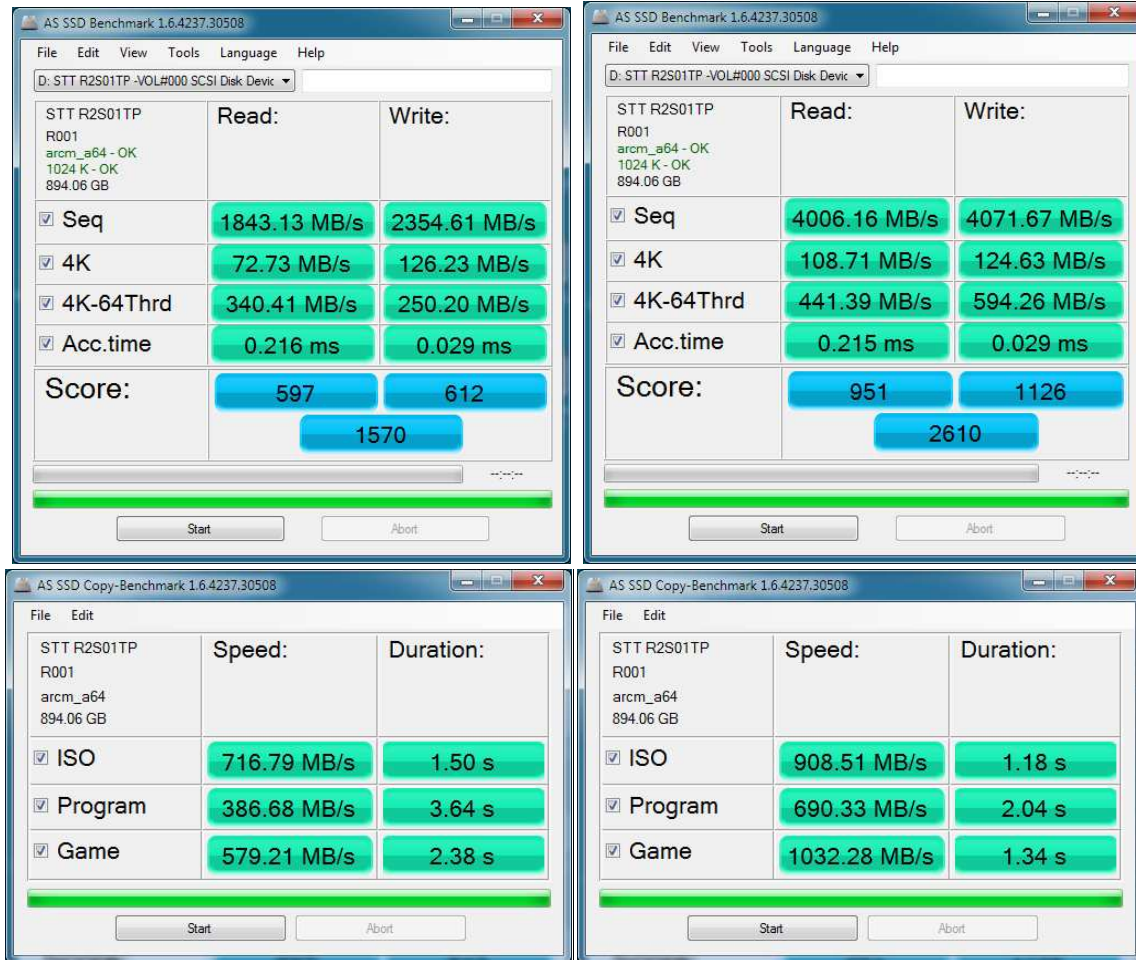 AS SSD Benchmark 1.6.4237.30508
File Edit View Tools Language Help
D: STT R2S01TP -VOL#000 SCSI Disk Devic
STT R2S01TP
R001
arcm_a64 - OK
1024 K - OK
894.06 GB
Read: Write:
Seq 1843.13 MB/s 2354.61 MB/s
4K 72.73 MB/s 126.23 MB/s
4K-64Thrd 340.41 MB/s 250.20 MB/s
Acc.time 0.216 ms 0.029 ms
Score: 597 612
1570
--:--:--
Start Abort
AS SSD Benchmark 1.6.4237.30508
File Edit View Tools Language Help
D: STT R2S01TP -VOL#000 SCSI Disk Devic
STT R2S01TP
R001
arcm_a64 - OK
1024 K - OK
894.06 GB
Read: Write:
Seq 4006.16 MB/s 4071.67 MB/s
4K 108.71 MB/s 124.63 MB/s
4K-64Thrd 441.39 MB/s 594.26 MB/s
Acc.time 0.215 ms 0.029 ms
Score: 951 1126
2610
--:--:--
Start Abort
AS SSD Copy-Benchmark 1.6.4237.30508
File Edit
STT R2S01TP
R001
arcm_a64
894.06 GB
Speed: Duration:
ISO 716.79 MB/s 1.50 s
Program 386.68 MB/s 3.64 s
Game 579.21 MB/s 2.38 s
Start Abort
AS SSD Copy-Benchmark 1.6.4237.30508
File Edit
STT R2S01TP
R001
arcm_a64
894.06 GB
Speed: Duration:
ISO 908.51 MB/s 1.18 s
Program 690.33 MB/s 2.04 s
Game 1032.28 MB/s 1.34 s
Start Abort